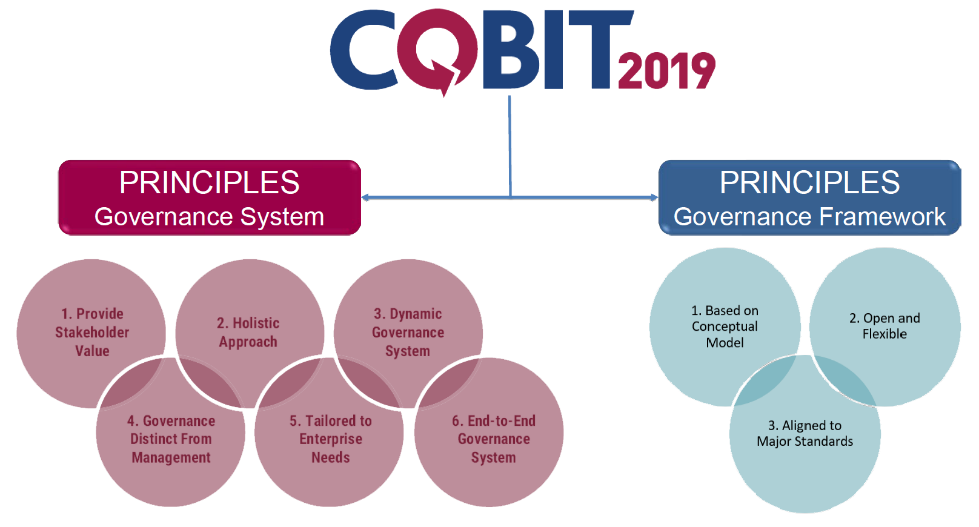 COBIT 2019
PRINCIPLES
Governance System
PRINCIPLES
Governance Framework
1. Provide
Stakeholder
Value
2. Holistic
Approach
3. Dynamic
Governance
System
4. Governance
Distinct From
Management
5. Tailored to
Enterprise
Needs
6. End-to-End
Governance
System
1. Based on
Conceptual
Model
2. Open and
Flexible
3. Aligned to
Major Standards